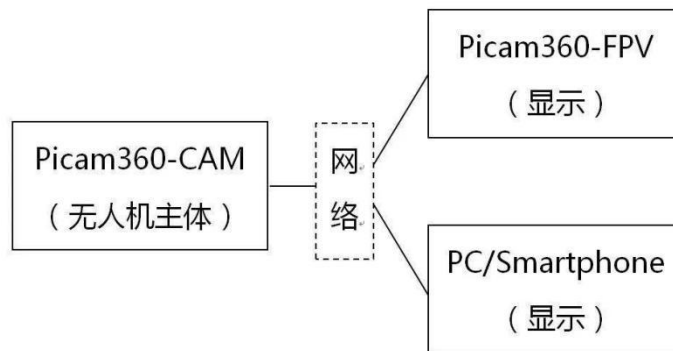 Picam360-CAM
（无人机主体）
网
络
Picam360-FPV
（显示）
PC/Smartphone
（显示）